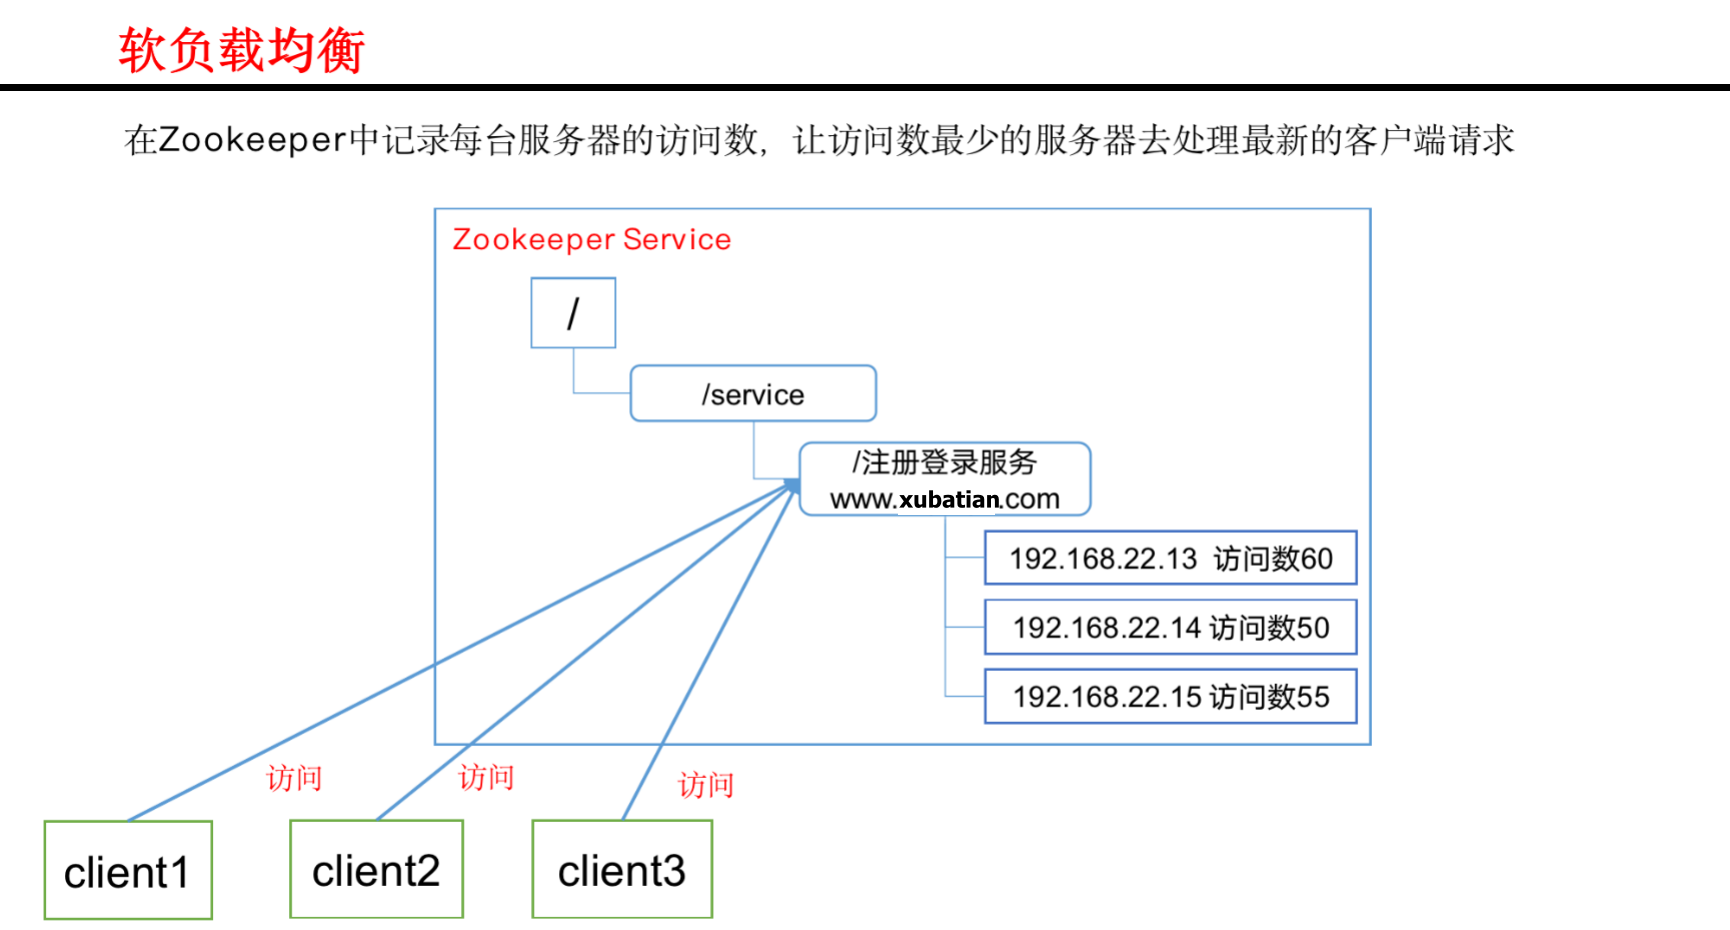 软负载均衡
在Zookeeper中记录每台服务器的访问数，让访问数最少的服务器去处理最新的客户端请求
Zookeeper Service
/
/service
/注册登录服务
www.xubatian.com
192.168.22.13 访问数60
192.168.22.14 访问数50
192.168.22.15 访问数55
访问
访问
访问
client1
client2
client3